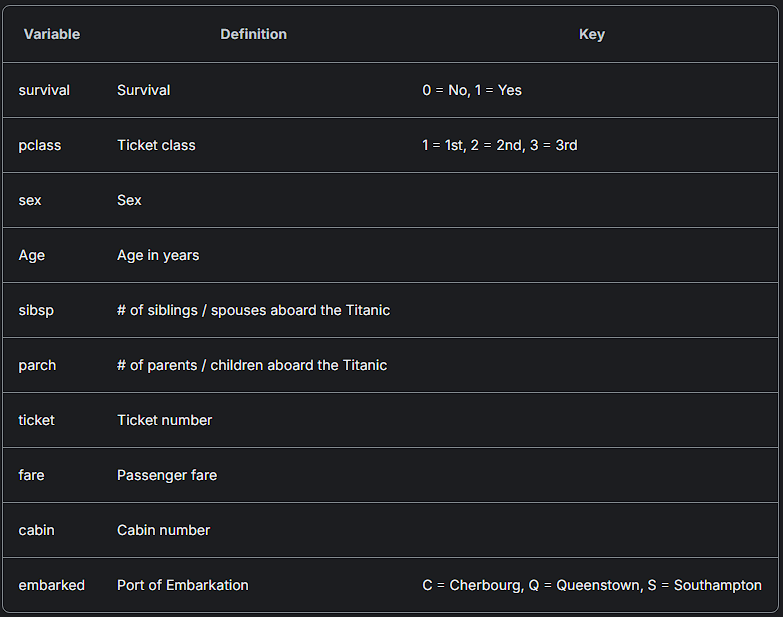 Variable Definition Key
survival Survival 0 = No, 1 = Yes
pclass Ticket class 1 = 1st, 2 = 2nd, 3 = 3rd
sex Sex
Age Age in years
sibsp # of siblings / spouses aboard the Titanic
parch # of parents / children aboard the Titanic
ticket Ticket number
fare Passenger fare
cabin Cabin number
embarked Port of Embarkation C = Cherbourg, Q = Queenstown, S = Southampton